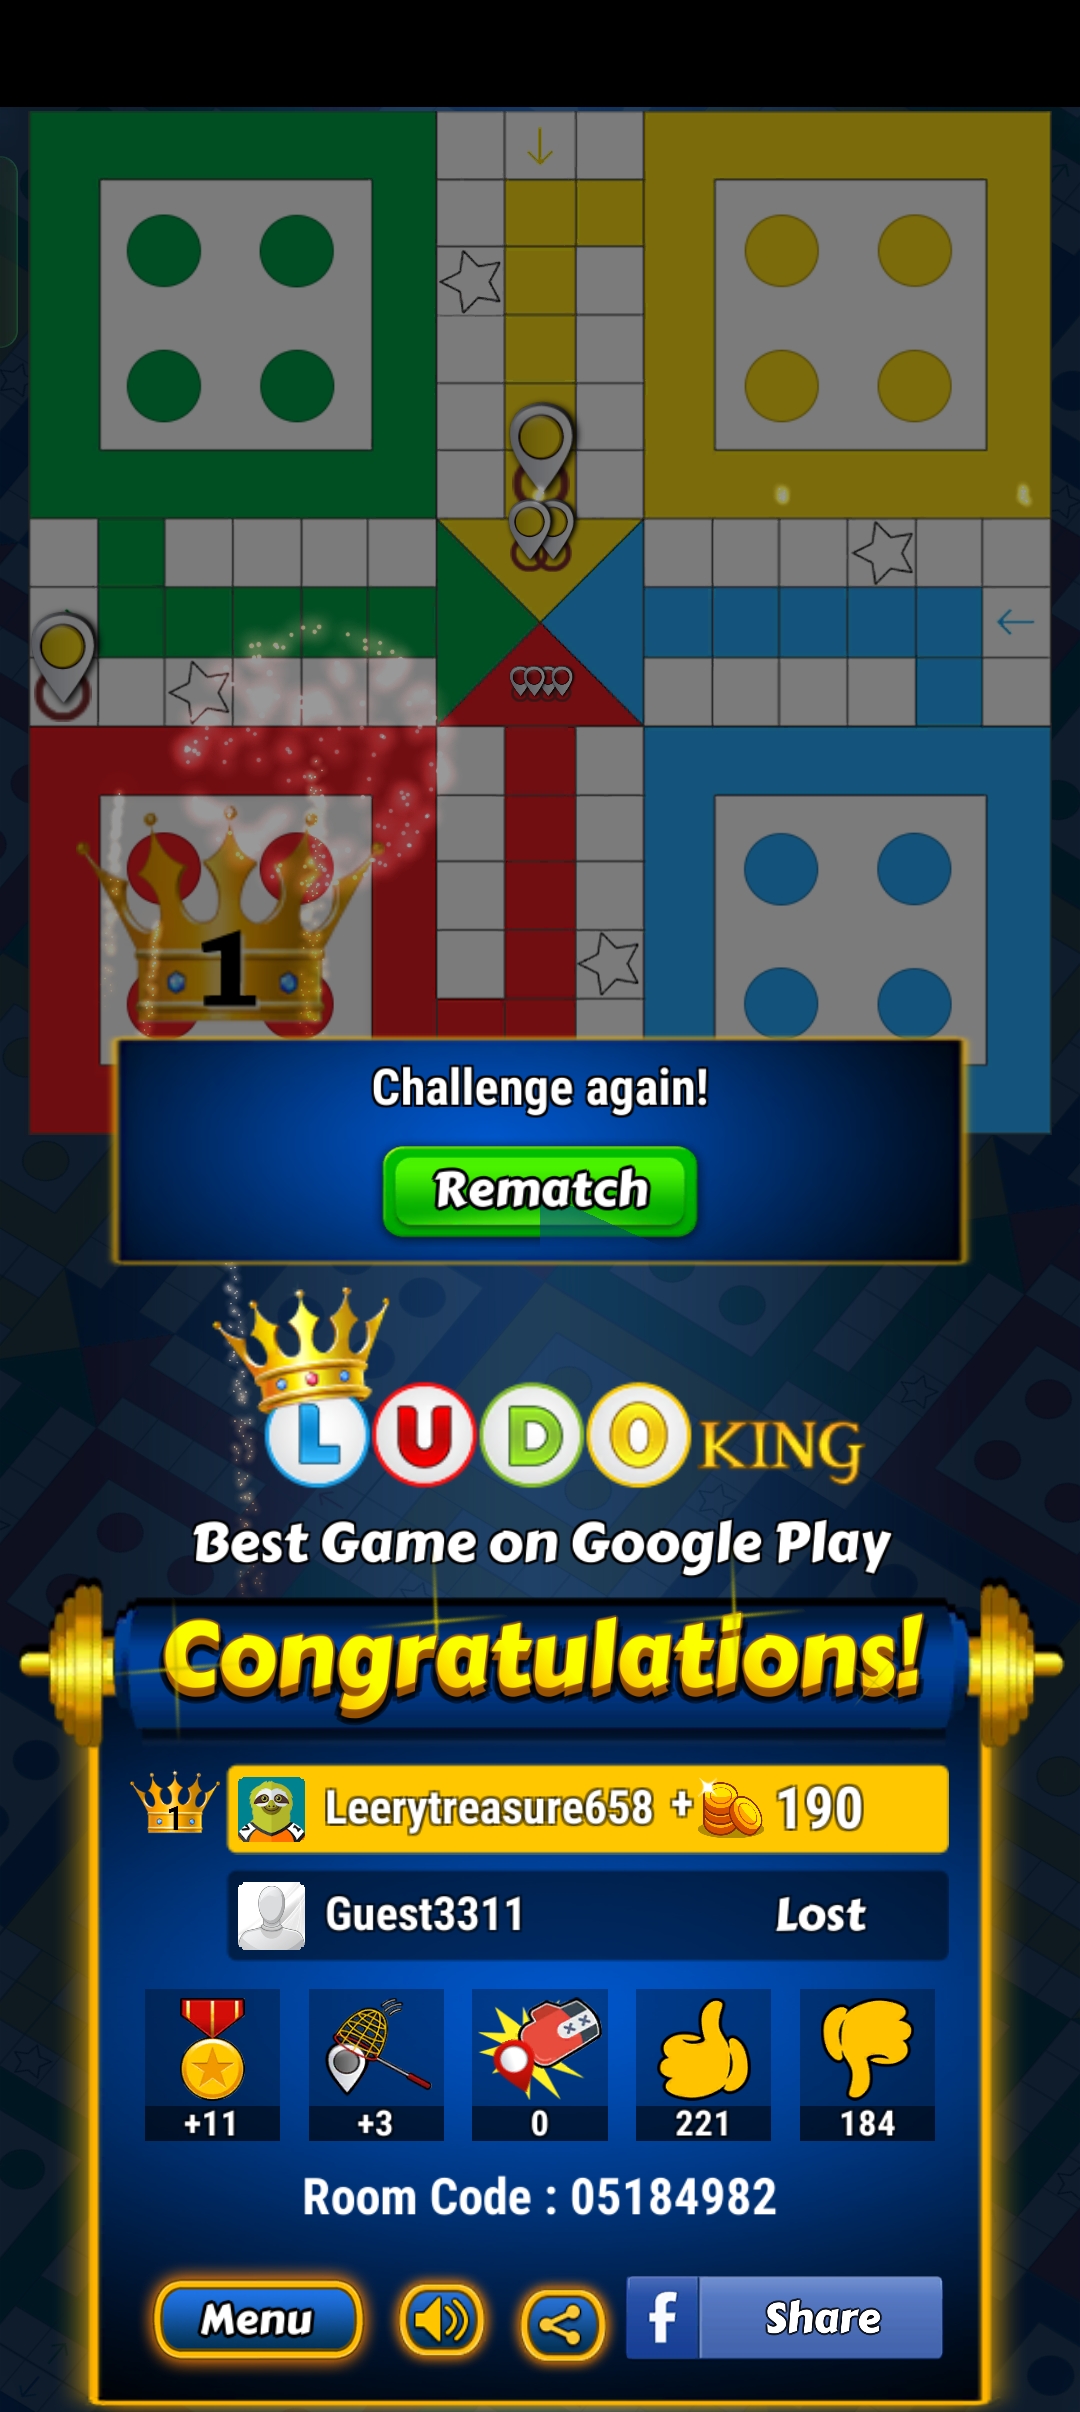 1
Challenge again!
Rematch
LUDO KING
Best Game on Google Play
Congratulations!
1 Leerytreasure658 + 190
Guest3311 Lost
+11 +3 0 221 184
Room Code : 05184982
Menu f Share